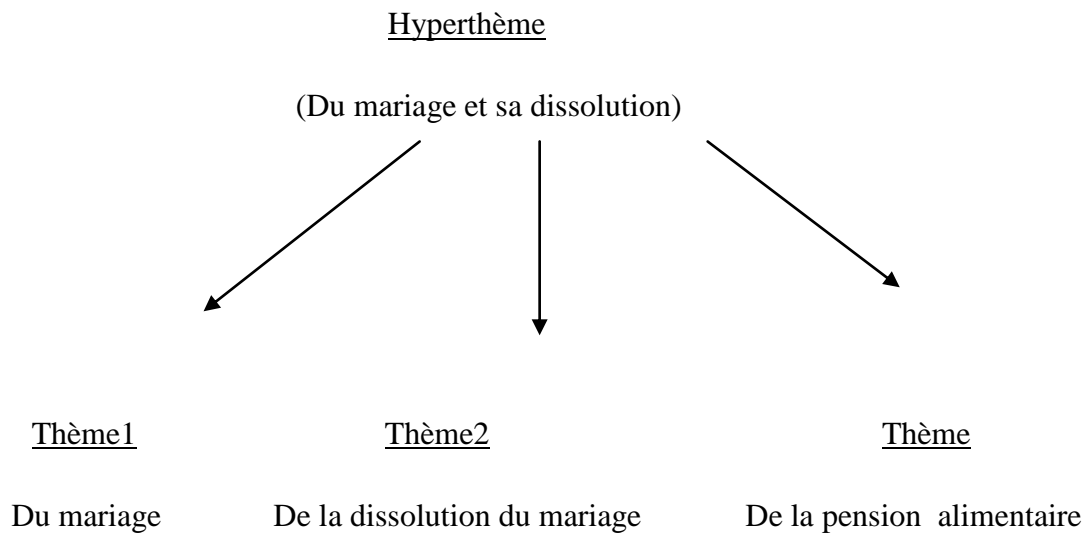 Hyperthème
(Du mariage et sa dissolution)
Thème1 Thème2 Thème
Du mariage De la dissolution du mariage De la pension alimentaire